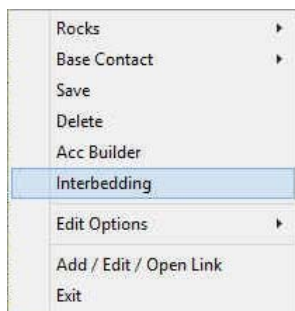 Rocks
Base Contact
Save
Delete
Acc Builder
Interbedding
Edit Options
Add / Edit / Open Link
Exit